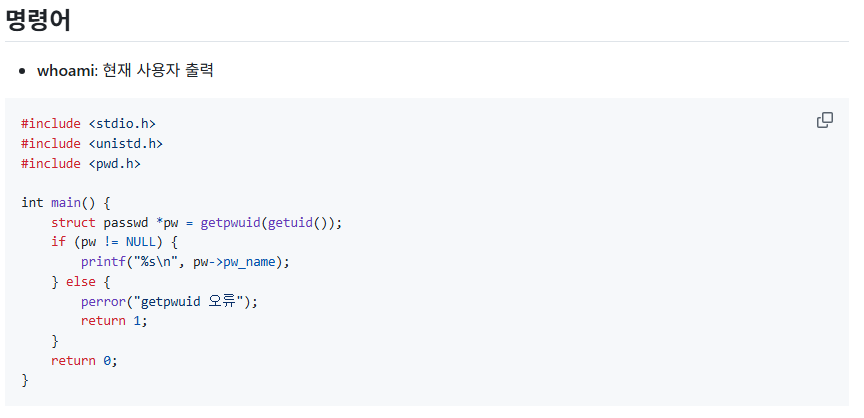 명령어
• whoami: 현재 사용자 출력
#include <stdio.h>
#include <unistd.h>
#include <pwd.h>

int main() {
    struct passwd *pw = getpwuid(getuid());
    if (pw != NULL) {
        printf("%s\n", pw->pw_name);
    } else {
        perror("getpwuid 오류");
        return 1;
    }
    return 0;
}